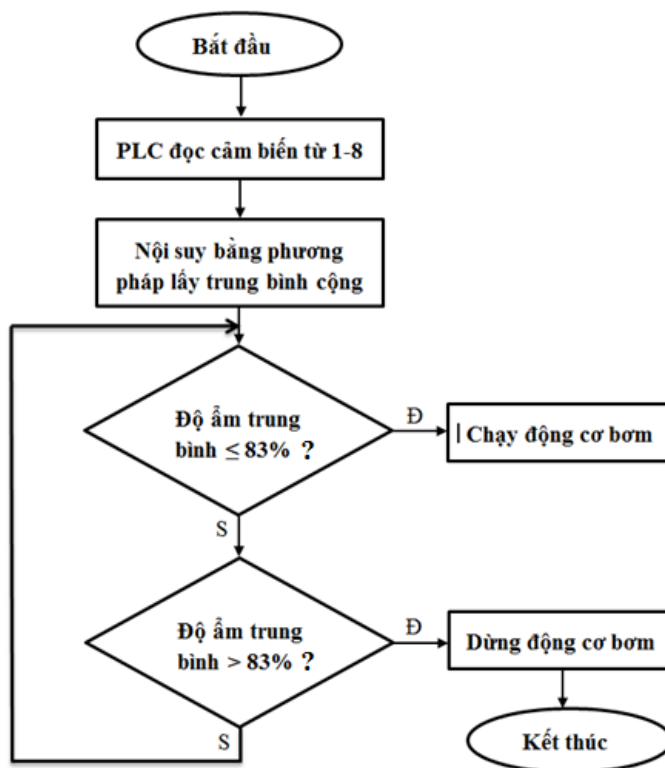 Bắt đầu
PLC đọc cảm biến từ 1-8
Nội suy bằng phương
pháp lấy trung bình cộng
Độ ẩm trung
bình ≤ 83% ?
Đ
Chạy động cơ bơm
S
Độ ẩm trung
bình > 83% ?
Đ
Dừng động cơ bơm
S
Kết thúc